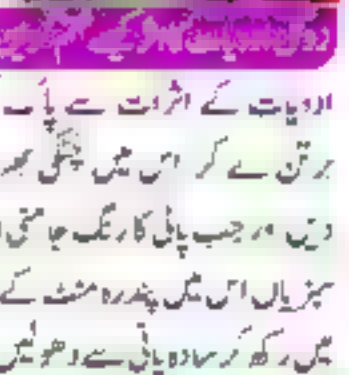 ادویات کے اثرات سے پاک
برتن لے کر اس میں چٹکی بھر
دیں اور جب پانی کا رنگ جامنی
سبزیاں اس میں پندرہ منٹ کے
میں رکھ کر سادہ پانی سے دھو لیں